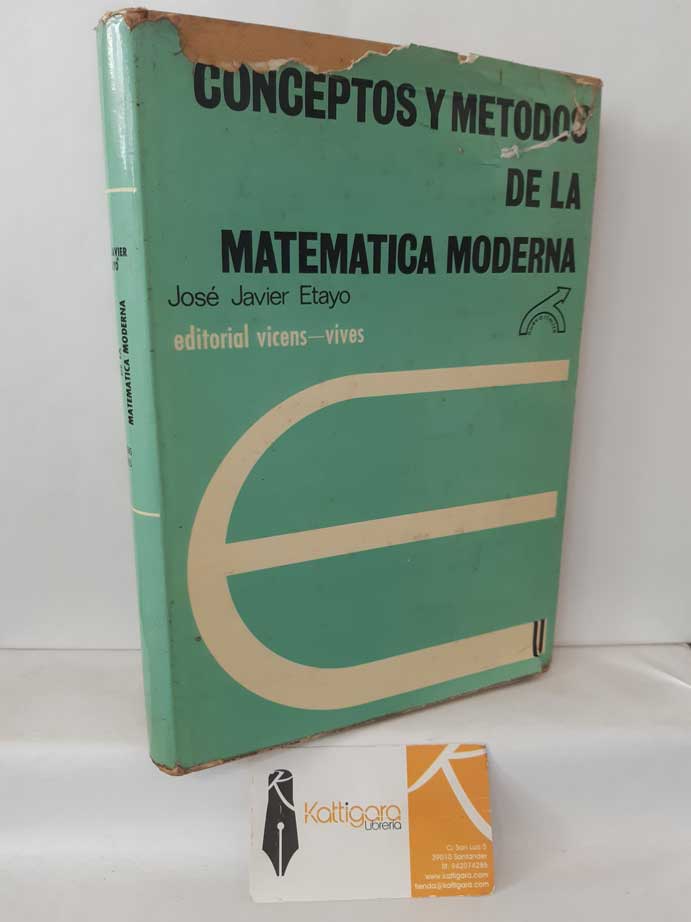 CONCEPTOS Y METODOS
DE LA
MATEMATICA MODERNA
José Javier Etayo
editorial vicens—vives
MATEMATICA MODERNA
Kattigara
Librería
C/ San Luis 5
39010 Santander
tlf. 942074286
www.kattigara.com
tienda@kattigara.com